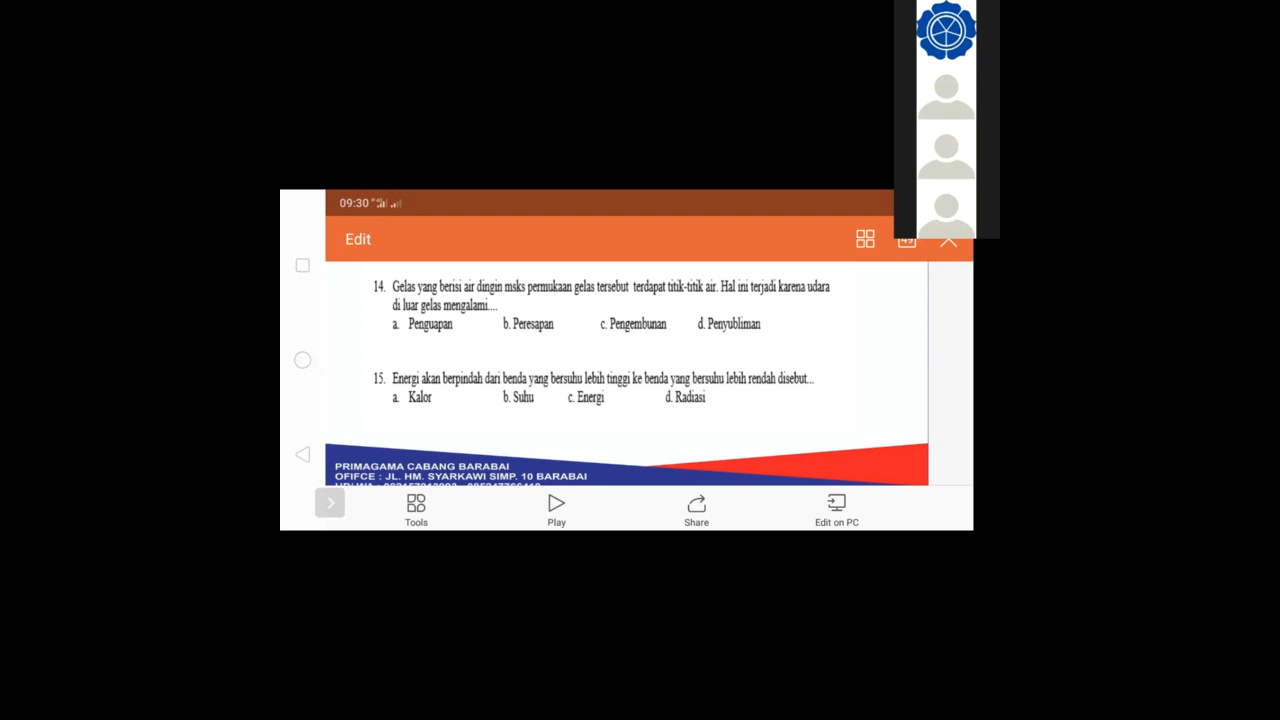 09:30
Edit
49
14. Gelas yang berisi air dingin msks permukaan gelas tersebut terdapat titik-titik air. Hal ini terjadi karena udara
di luar gelas mengalami....
a. Penguapan b. Peresapan c. Pengembunan d. Penyubliman
15. Energi akan berpindah dari benda yang bersuhu lebih tinggi ke benda yang bersuhu lebih rendah disebut...
a. Kalor b. Suhu c. Energi d. Radiasi
PRIMAGAMA CABANG BARABAI
OFIFCE : JL. HM. SYARKAWI SIMP. 10 BARABAI
Tools Play Share Edit on PC